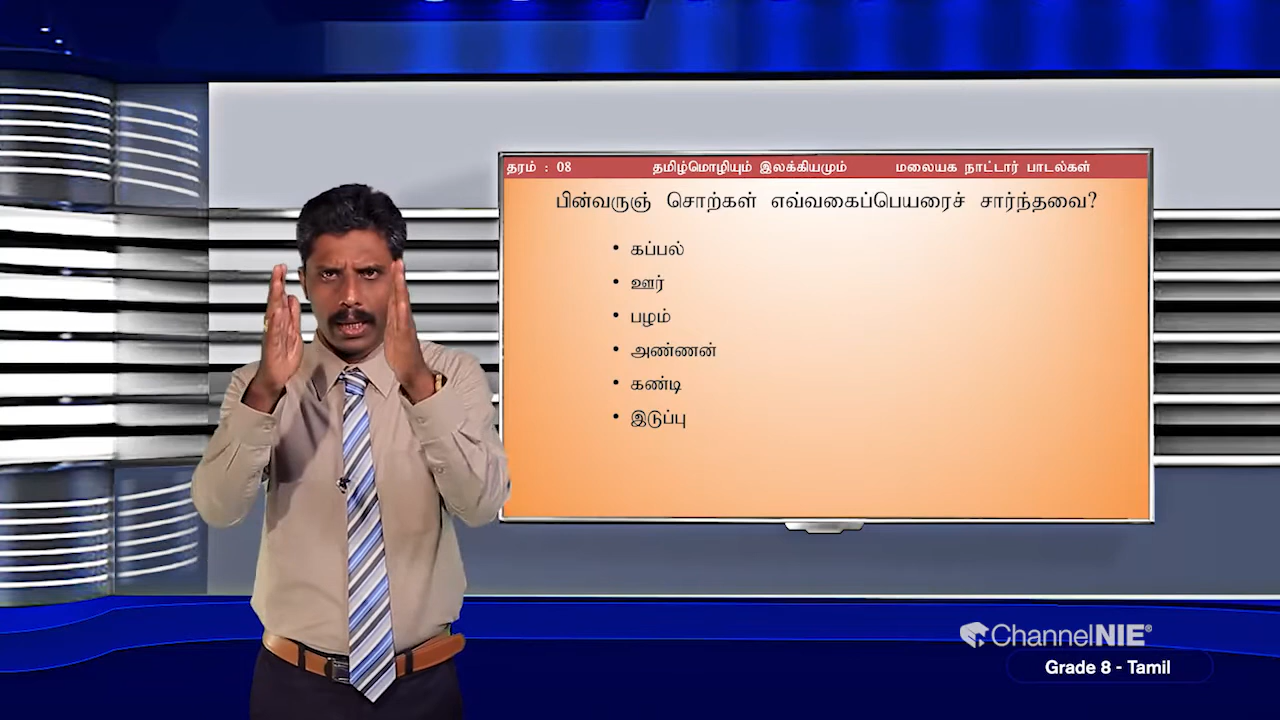 தரம் : 08 தமிழ்மொழியும் இலக்கியமும் மலையக நாட்டார் பாடல்கள்
பின்வருஞ் சொற்கள் எவ்வகைப்பெயரைச் சார்ந்தவை?
• கப்பல்
• ஊர்
• பழம்
• அண்ணன்
• கண்டி
• இடுப்பு
ChannelNIE®
Grade 8 - Tamil